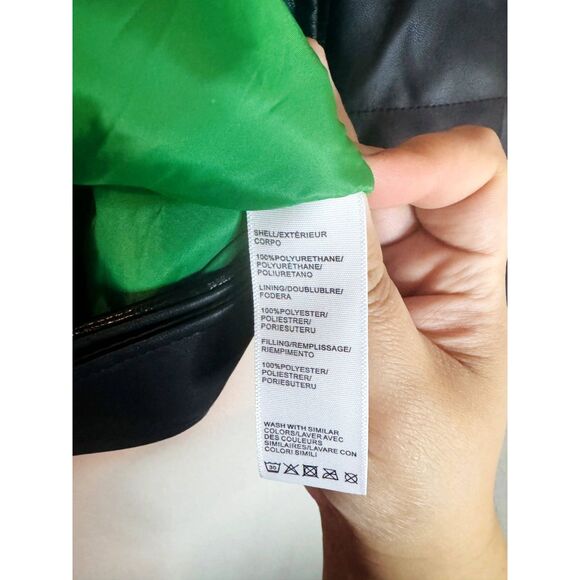 SHELL/EXTÉRIEUR
CORPO
100%POLYURETHANE/
POLYURÉTHANE/
POLIURETANO
LINING/DOUBLUBLRE/
FODERA
100%POLYESTER/
POLIESTRER/
PORIESUTERU
FILLING/REMPLISSAGE/
RIEMPIMENTO
100%POLYESTER/
POLIESTRER/
PORIESUTERU
WASH WITH SIMILAR
COLORS/LAVER AVEC
DES COULEURS
SIMILAIRES/LAVARE CON
COLORI SIMILI
30